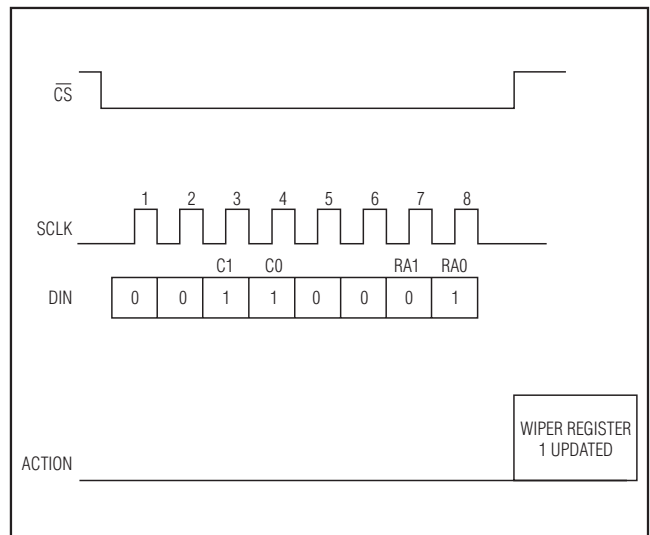 C̅S̅
1 2 3 4 5 6 7 8
SCLK
C1 C0 RA1 RA0
DIN 0 0 1 1 0 0 0 1
WIPER REGISTER
1 UPDATED
ACTION